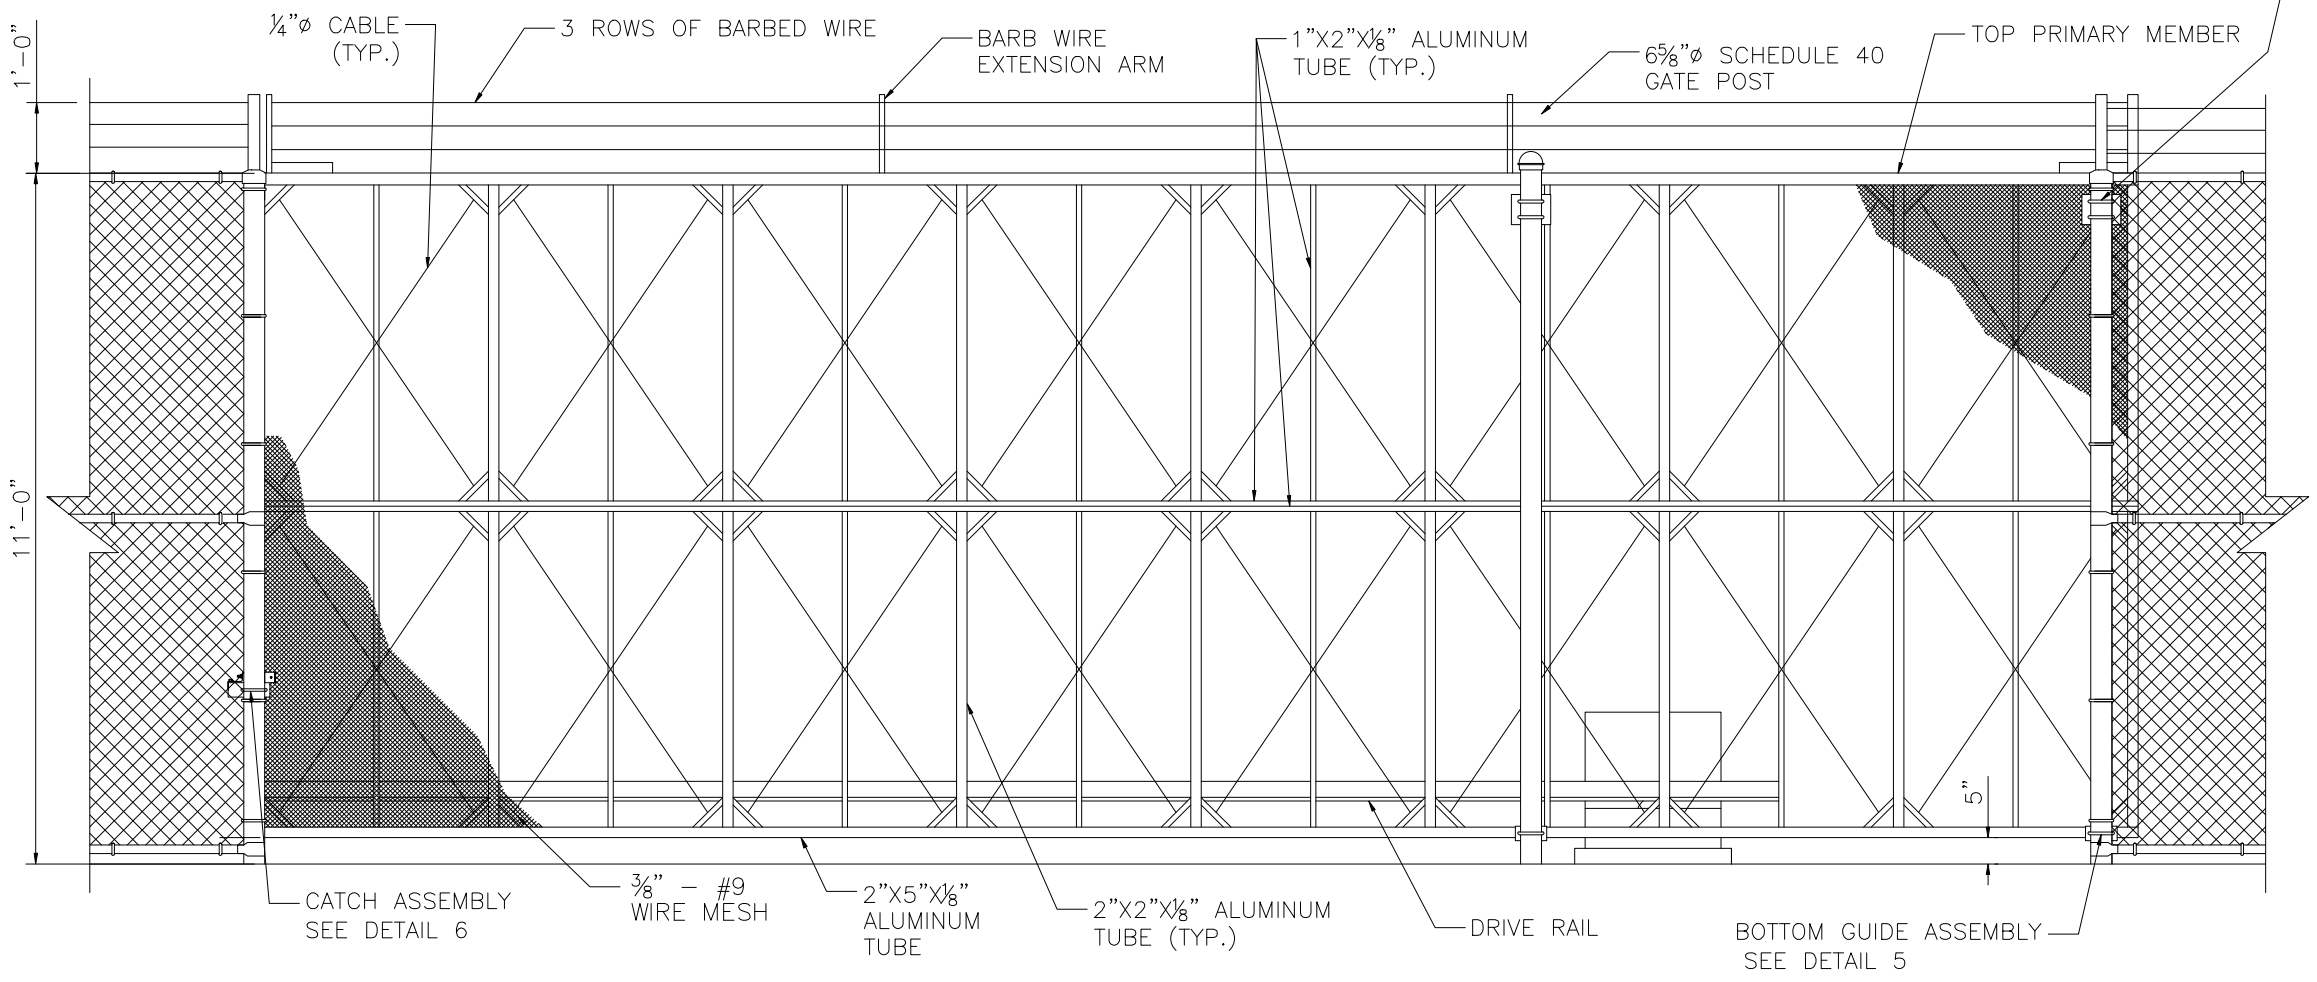 1/4"ø CABLE
(TYP.)
3 ROWS OF BARBED WIRE
BARB WIRE
EXTENSION ARM
1"X2"X1/8" ALUMINUM
TUBE (TYP.)
6 5/8"ø SCHEDULE 40
GATE POST
TOP PRIMARY MEMBER
1'-0"
11'-0"
5"
CATCH ASSEMBLY
SEE DETAIL 6
3/8" - #9
WIRE MESH
2"X5"X1/8"
ALUMINUM
TUBE
2"X2"X1/8" ALUMINUM
TUBE (TYP.)
DRIVE RAIL
BOTTOM GUIDE ASSEMBLY
SEE DETAIL 5